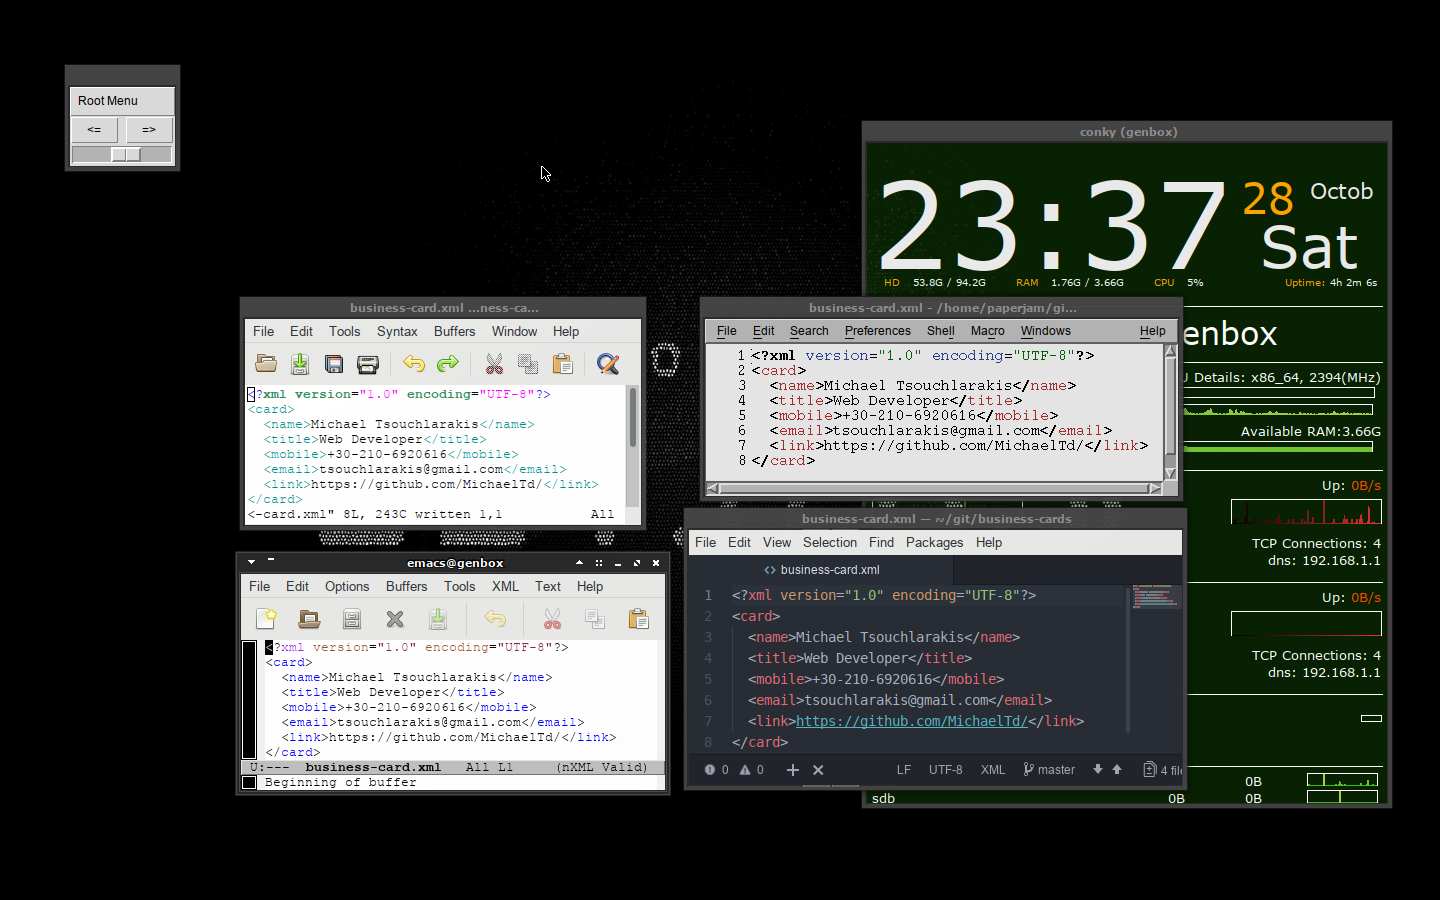 Root Menu
<= =>
conky (genbox)
23:37 28 Octob
Sat
HD 53.8G / 94.2G RAM 1.76G / 3.66G CPU 5% Uptime: 4h 2m 6s
enbox
U Details: x86_64, 2394(MHz)
Available RAM:3.66G
Up: 0B/s
TCP Connections: 4
dns: 192.168.1.1
Up: 0B/s
TCP Connections: 4
dns: 192.168.1.1
0B
sdb 0B 0B
business-card.xml ...ness-ca...
File Edit Tools Syntax Buffers Window Help
<?xml version="1.0" encoding="UTF-8"?>
<card>
<name>Michael Tsouchlarakis</name>
<title>Web Developer</title>
<mobile>+30-210-6920616</mobile>
<email>tsouchlarakis@gmail.com</email>
<link>https://github.com/MichaelTd/</link>
</card>
<-card.xml" 8L, 243C written 1,1 All
business-card.xml - /home/paperjam/gi...
File Edit Search Preferences Shell Macro Windows Help
1 <?xml version="1.0" encoding="UTF-8"?>
2 <card>
3 <name>Michael Tsouchlarakis</name>
4 <title>Web Developer</title>
5 <mobile>+30-210-6920616</mobile>
6 <email>tsouchlarakis@gmail.com</email>
7 <link>https://github.com/MichaelTd/</link>
8 </card>
emacs@genbox
File Edit Options Buffers Tools XML Text Help
<?xml version="1.0" encoding="UTF-8"?>
<card>
<name>Michael Tsouchlarakis</name>
<title>Web Developer</title>
<mobile>+30-210-6920616</mobile>
<email>tsouchlarakis@gmail.com</email>
<link>https://github.com/MichaelTd/</link>
</card>
U:--- business-card.xml All L1 (nXML Valid)
Beginning of buffer
business-card.xml — ~/git/business-cards
File Edit View Selection Find Packages Help
<> business-card.xml
1 <?xml version="1.0" encoding="UTF-8"?>
2 <card>
3 <name>Michael Tsouchlarakis</name>
4 <title>Web Developer</title>
5 <mobile>+30-210-6920616</mobile>
6 <email>tsouchlarakis@gmail.com</email>
7 <link>https://github.com/MichaelTd/</link>
8 </card>
0 0 LF UTF-8 XML master 4 file